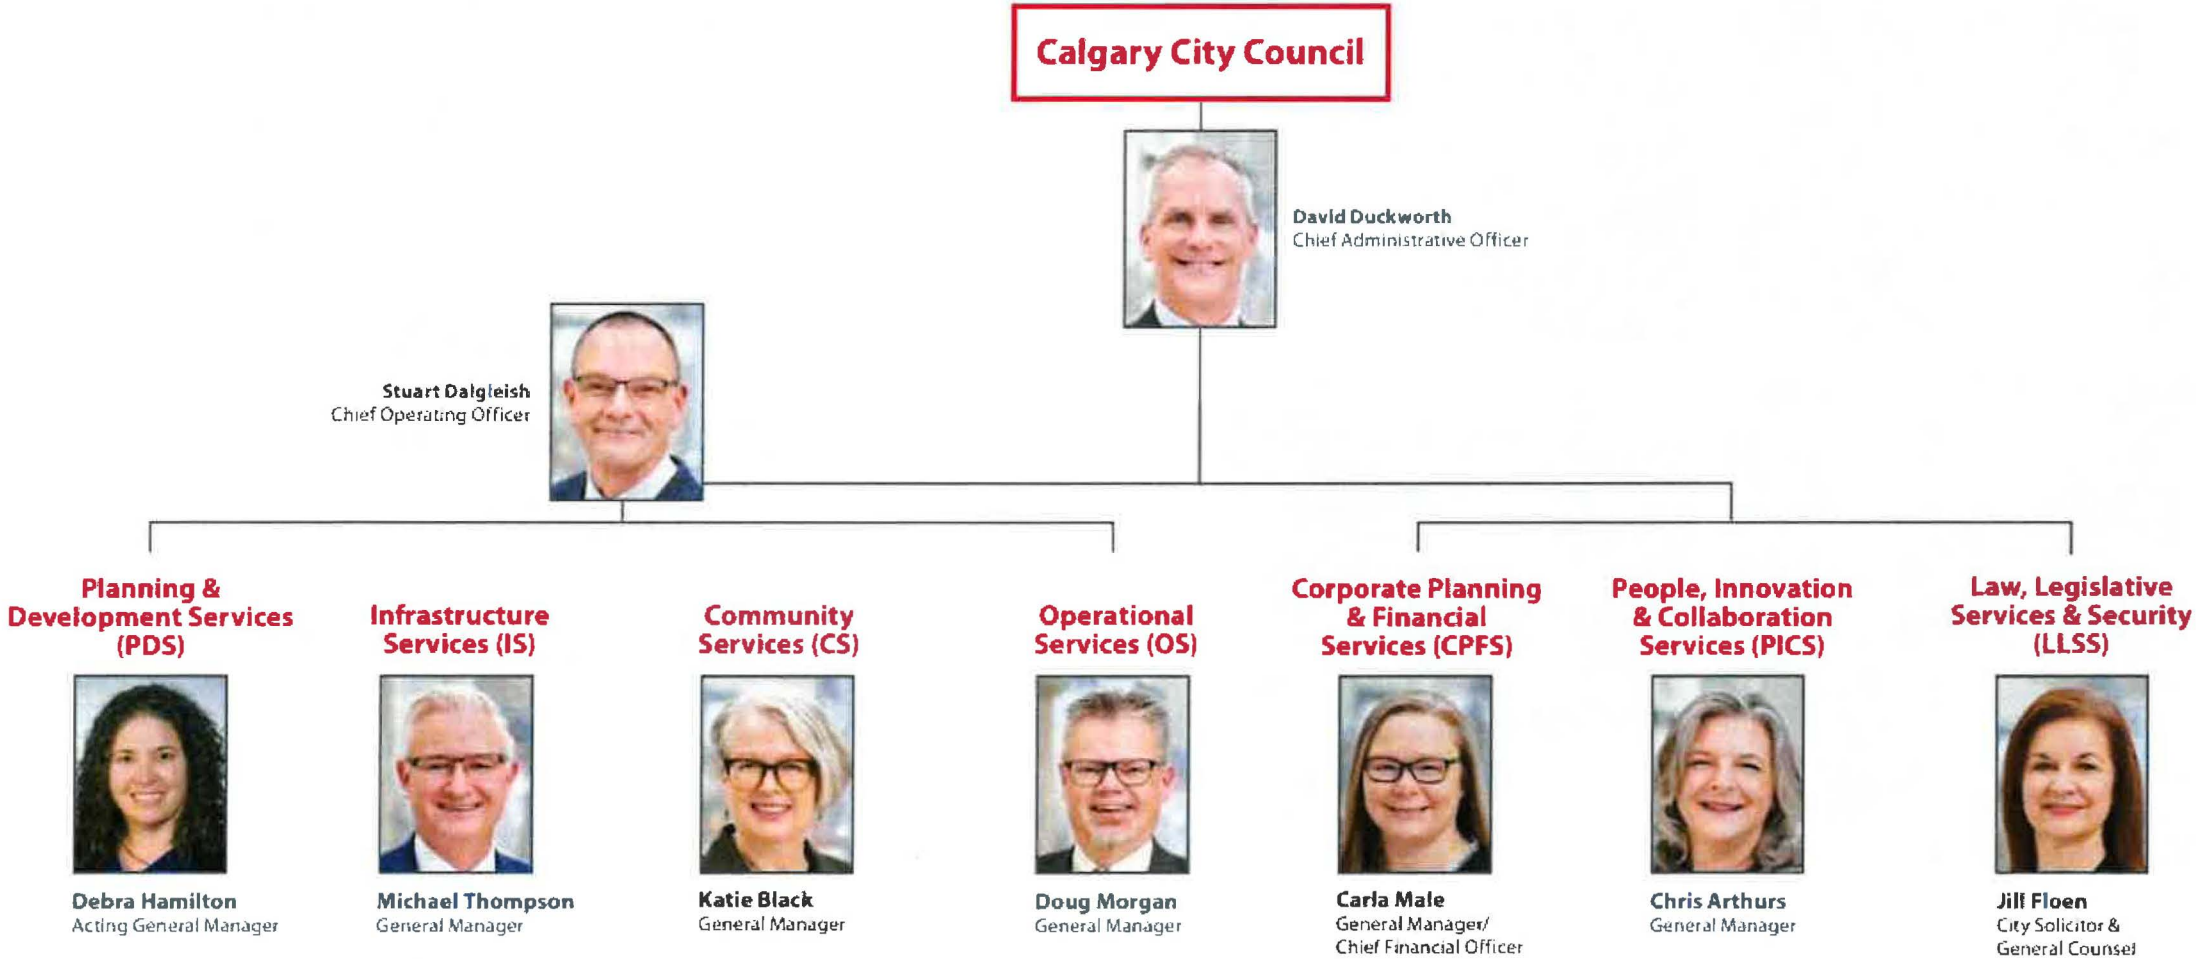 Calgary City Council
David Duckworth
Chief Administrative Officer
Stuart Dalgleish
Chief Operating Officer
Planning &
Development Services
(PDS)
Infrastructure
Services (IS)
Community
Services (CS)
Operational
Services (OS)
Corporate Planning
& Financial
Services (CPFS)
People, Innovation
& Collaboration
Services (PICS)
Law, Legislative
Services & Security
(LLSS)
Debra Hamilton
Acting General Manager
Michael Thompson
General Manager
Katie Black
General Manager
Doug Morgan
General Manager
Carla Male
General Manager/
Chief Financial Officer
Chris Arthurs
General Manager
Jill Floen
City Solicitor &
General Counsel